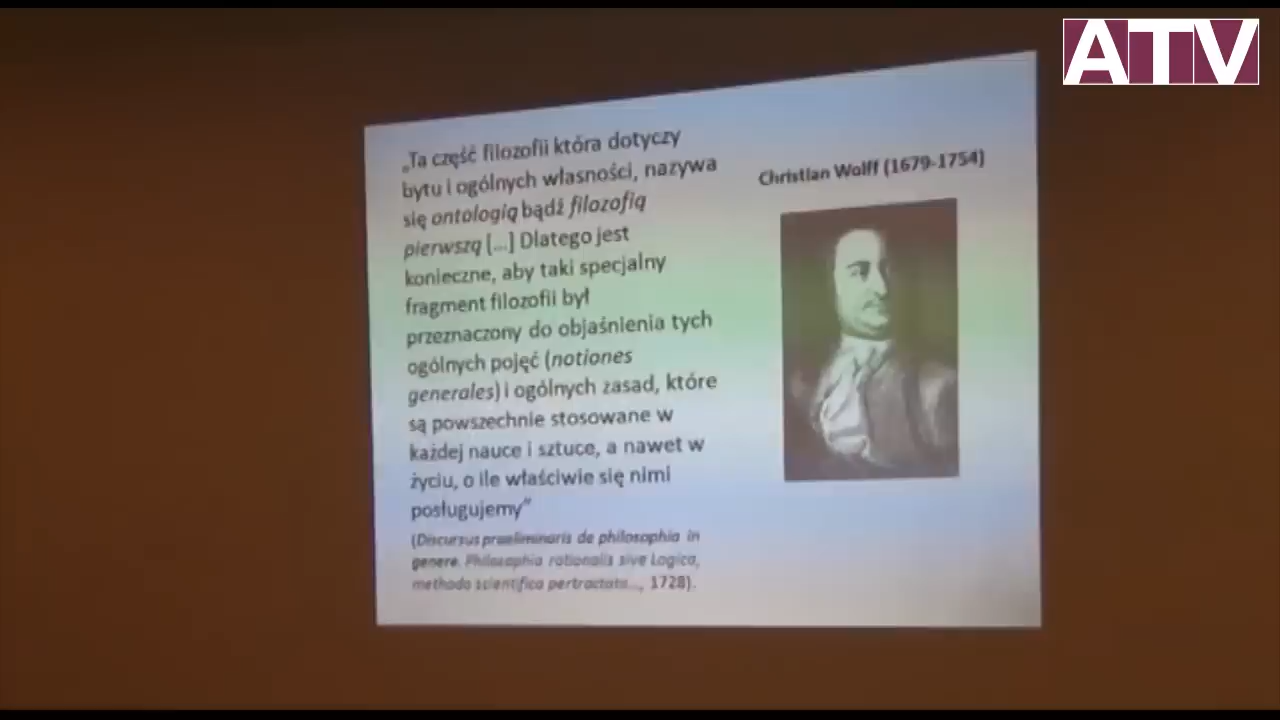 ATV
„Ta część filozofii która dotyczy
bytu i ogólnych własności, nazywa
się ontologią bądź filozofią
pierwszą [...] Dlatego jest
konieczne, aby taki specjalny
fragment filozofii był
przeznaczony do objaśnienia tych
ogólnych pojęć (notiones
generales) i ogólnych zasad, które
są powszechnie stosowane w
każdej nauce i sztuce, a nawet w
życiu, o ile właściwie się nimi
posługujemy”
(Discursus praeliminaris de philosophia in
genere. Philosophia rationalis sive Logica,
methodo scientifica pertractata..., 1728).
Christian Wolff (1679-1754)